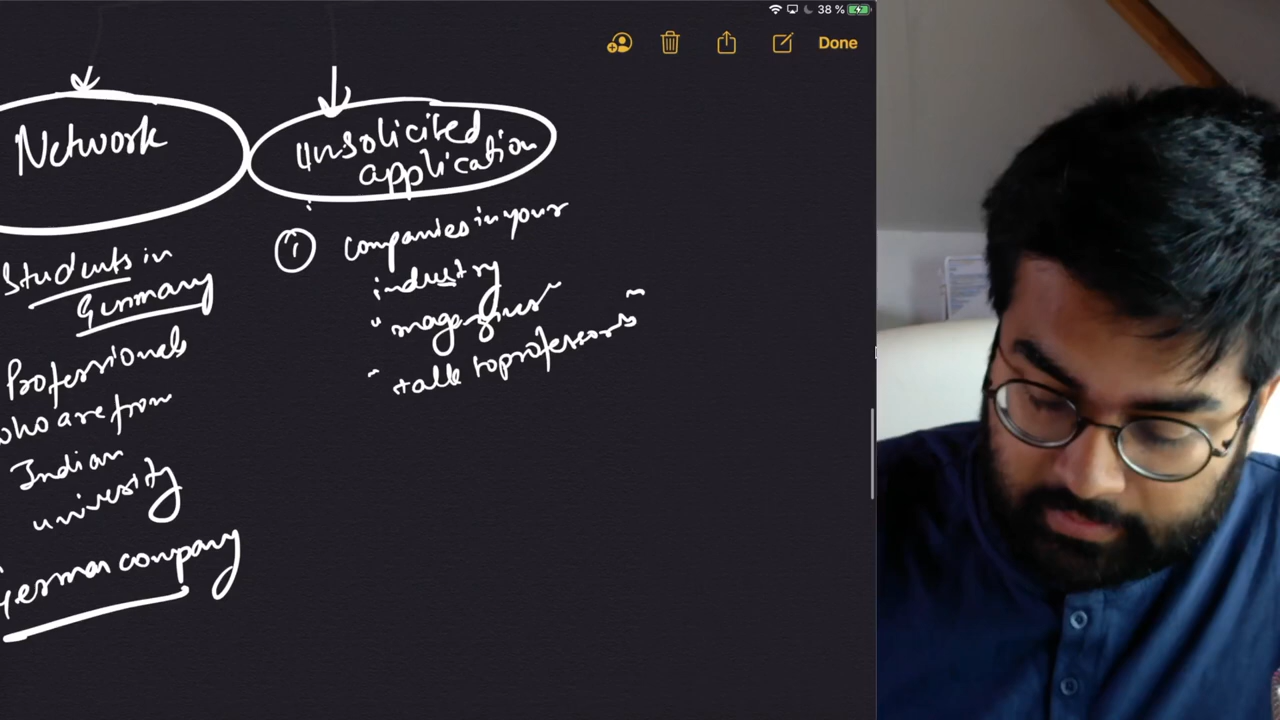 38 %
Done
Network
Unsolicited
application
Students in
Germany
Professionals
who are from
Indian
university
German company
1 companies in your
industry
"magazines"
"talk to professors"